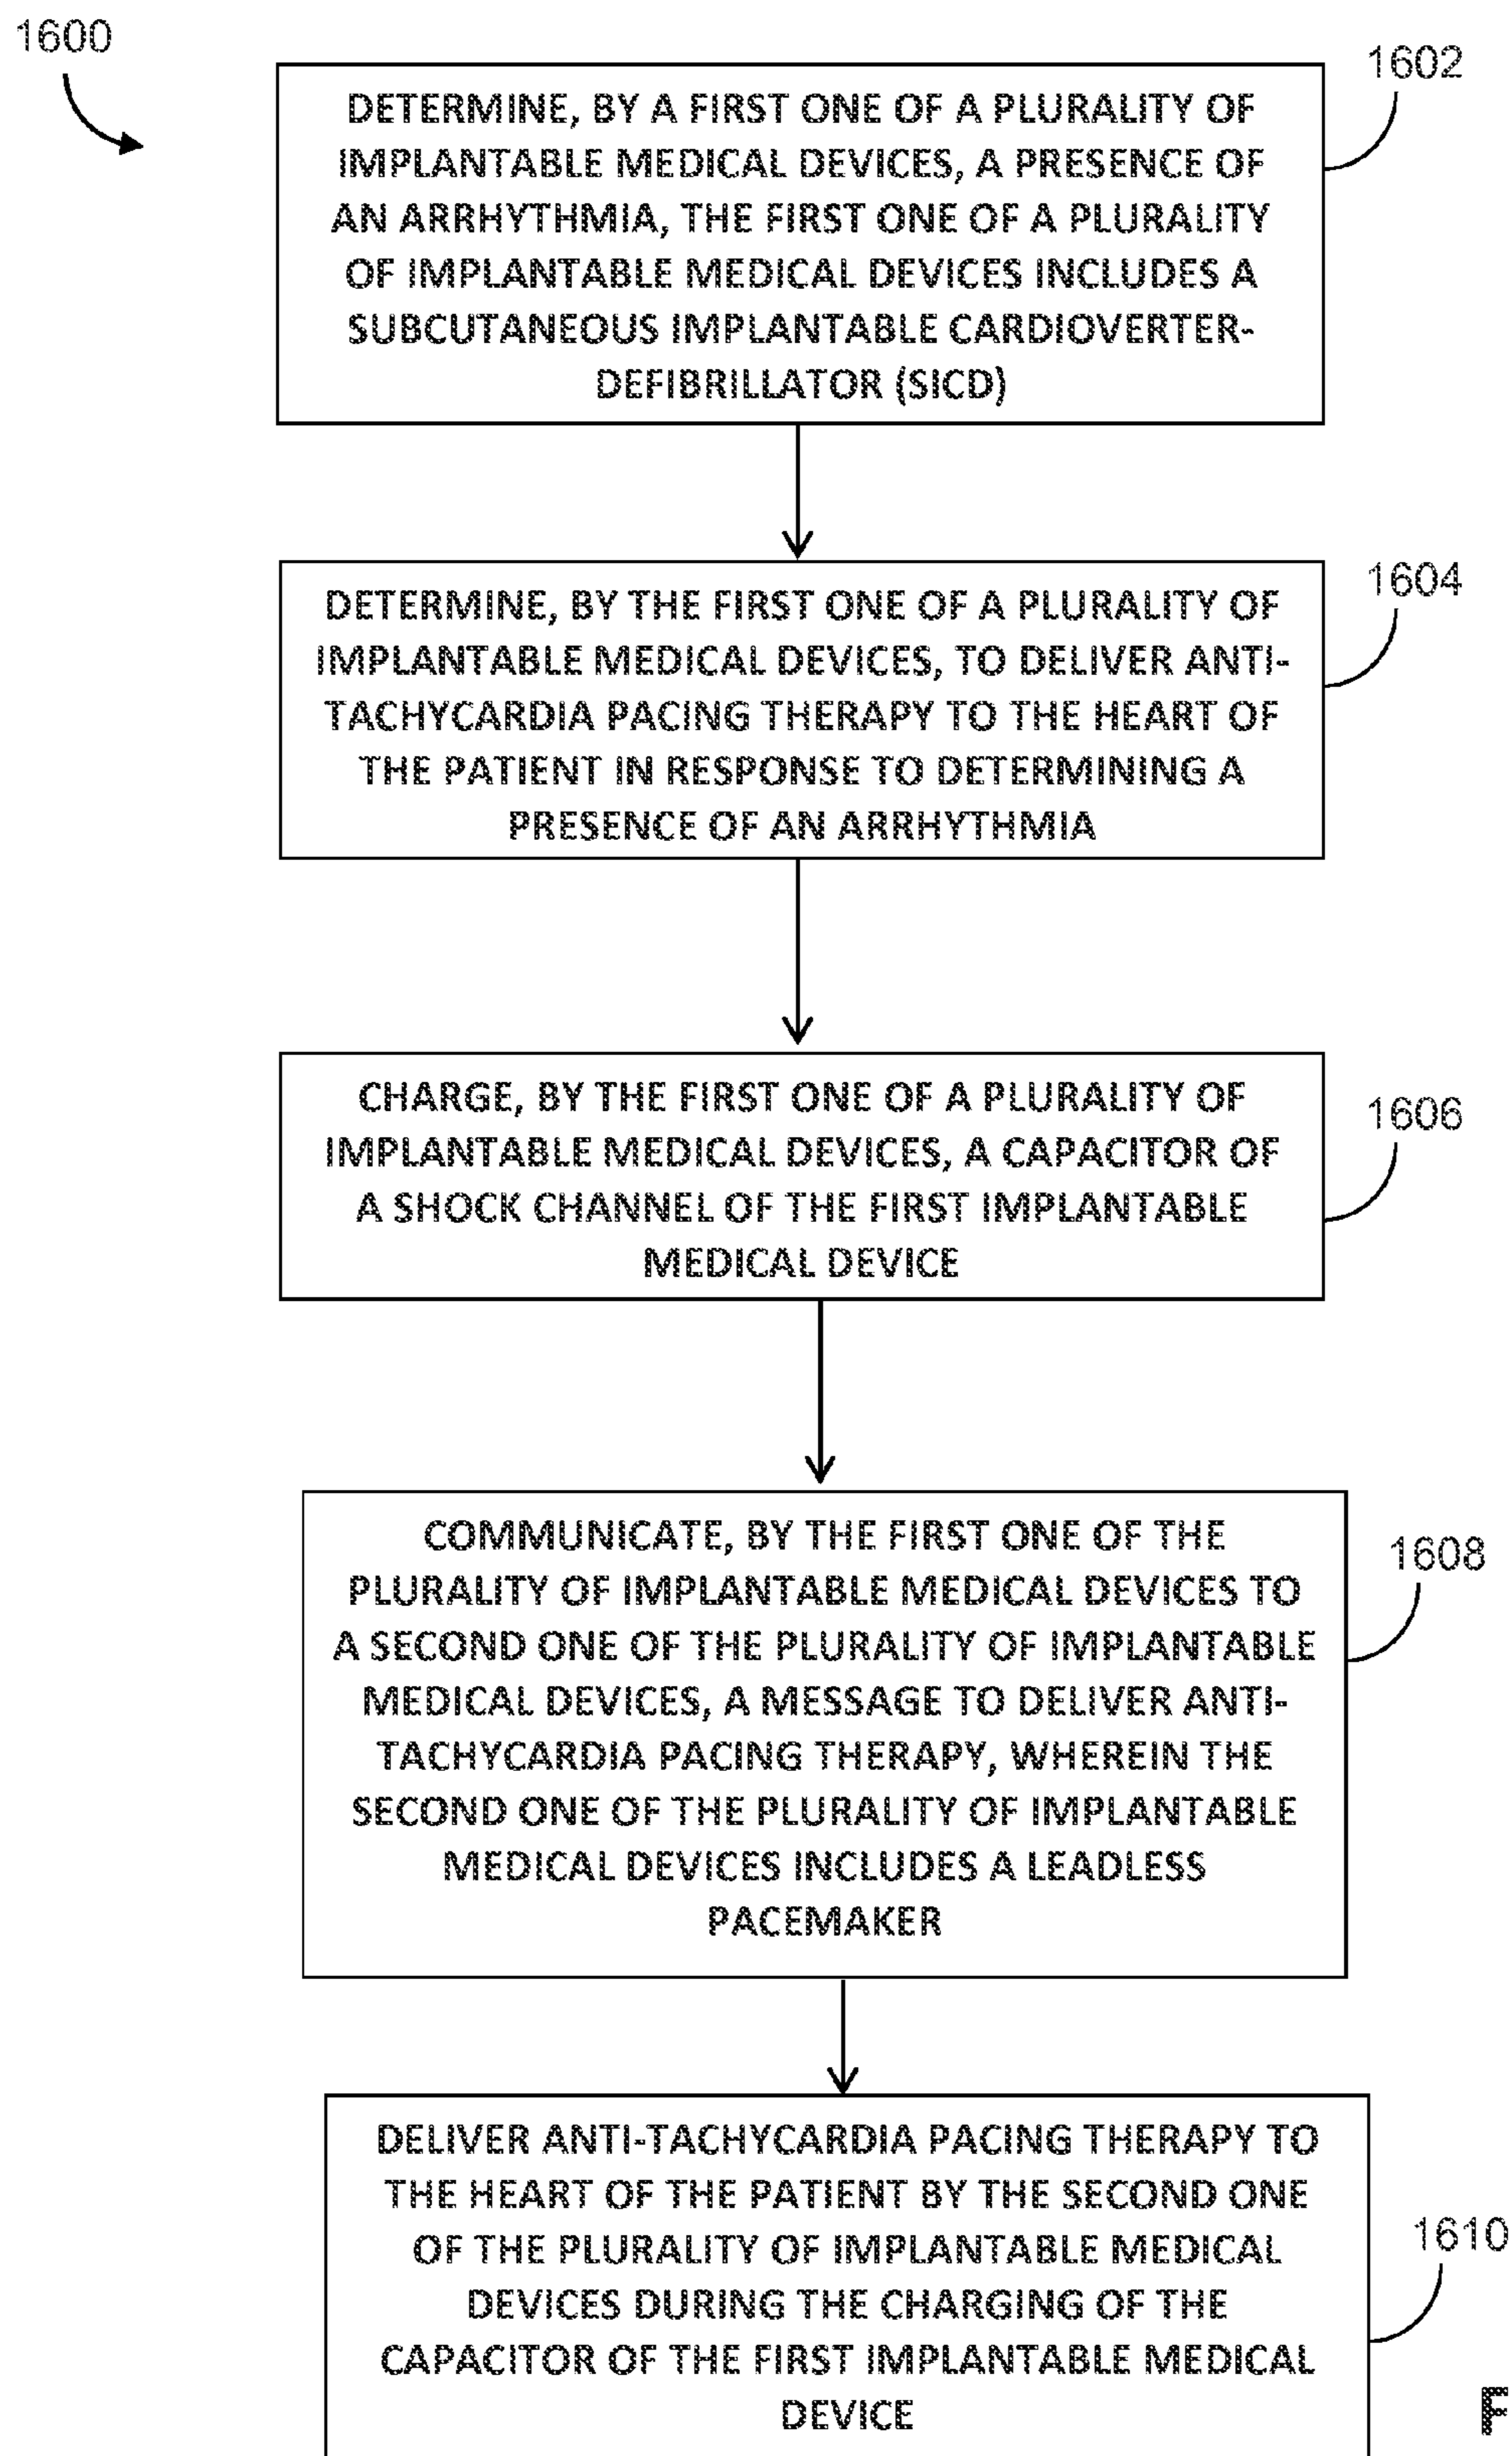 1600
1602
DETERMINE, BY A FIRST ONE OF A PLURALITY OF
IMPLANTABLE MEDICAL DEVICES, A PRESENCE OF
AN ARRHYTHMIA, THE FIRST ONE OF A PLURALITY
OF IMPLANTABLE MEDICAL DEVICES INCLUDES A
SUBCUTANEOUS IMPLANTABLE CARDIOVERTER-
DEFIBRILLATOR (SICD)
1604
DETERMINE, BY THE FIRST ONE OF A PLURALITY OF
IMPLANTABLE MEDICAL DEVICES, TO DELIVER ANTI-
TACHYCARDIA PACING THERAPY TO THE HEART OF
THE PATIENT IN RESPONSE TO DETERMINING A
PRESENCE OF AN ARRHYTHMIA
1606
CHARGE, BY THE FIRST ONE OF A PLURALITY OF
IMPLANTABLE MEDICAL DEVICES, A CAPACITOR OF
A SHOCK CHANNEL OF THE FIRST IMPLANTABLE
MEDICAL DEVICE
1608
COMMUNICATE, BY THE FIRST ONE OF THE
PLURALITY OF IMPLANTABLE MEDICAL DEVICES TO
A SECOND ONE OF THE PLURALITY OF IMPLANTABLE
MEDICAL DEVICES, A MESSAGE TO DELIVER ANTI-
TACHYCARDIA PACING THERAPY, WHEREIN THE
SECOND ONE OF THE PLURALITY OF IMPLANTABLE
MEDICAL DEVICES INCLUDES A LEADLESS
PACEMAKER
1610
DELIVER ANTI-TACHYCARDIA PACING THERAPY TO
THE HEART OF THE PATIENT BY THE SECOND ONE
OF THE PLURALITY OF IMPLANTABLE MEDICAL
DEVICES DURING THE CHARGING OF THE
CAPACITOR OF THE FIRST IMPLANTABLE MEDICAL
DEVICE